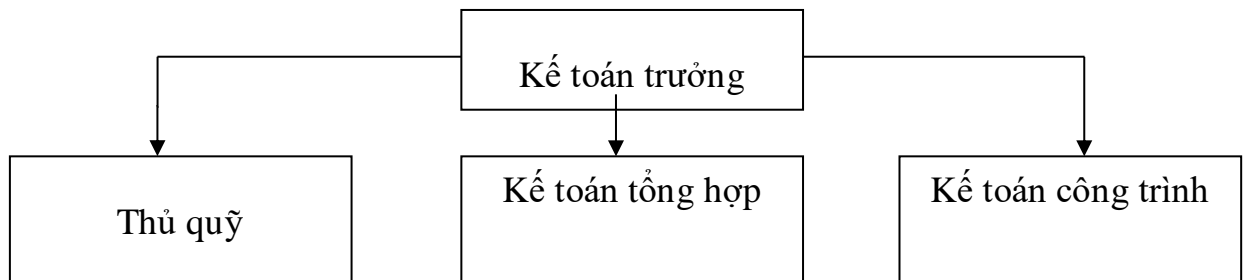 Kế toán trưởng
Thủ quỹ
Kế toán tổng hợp
Kế toán công trình